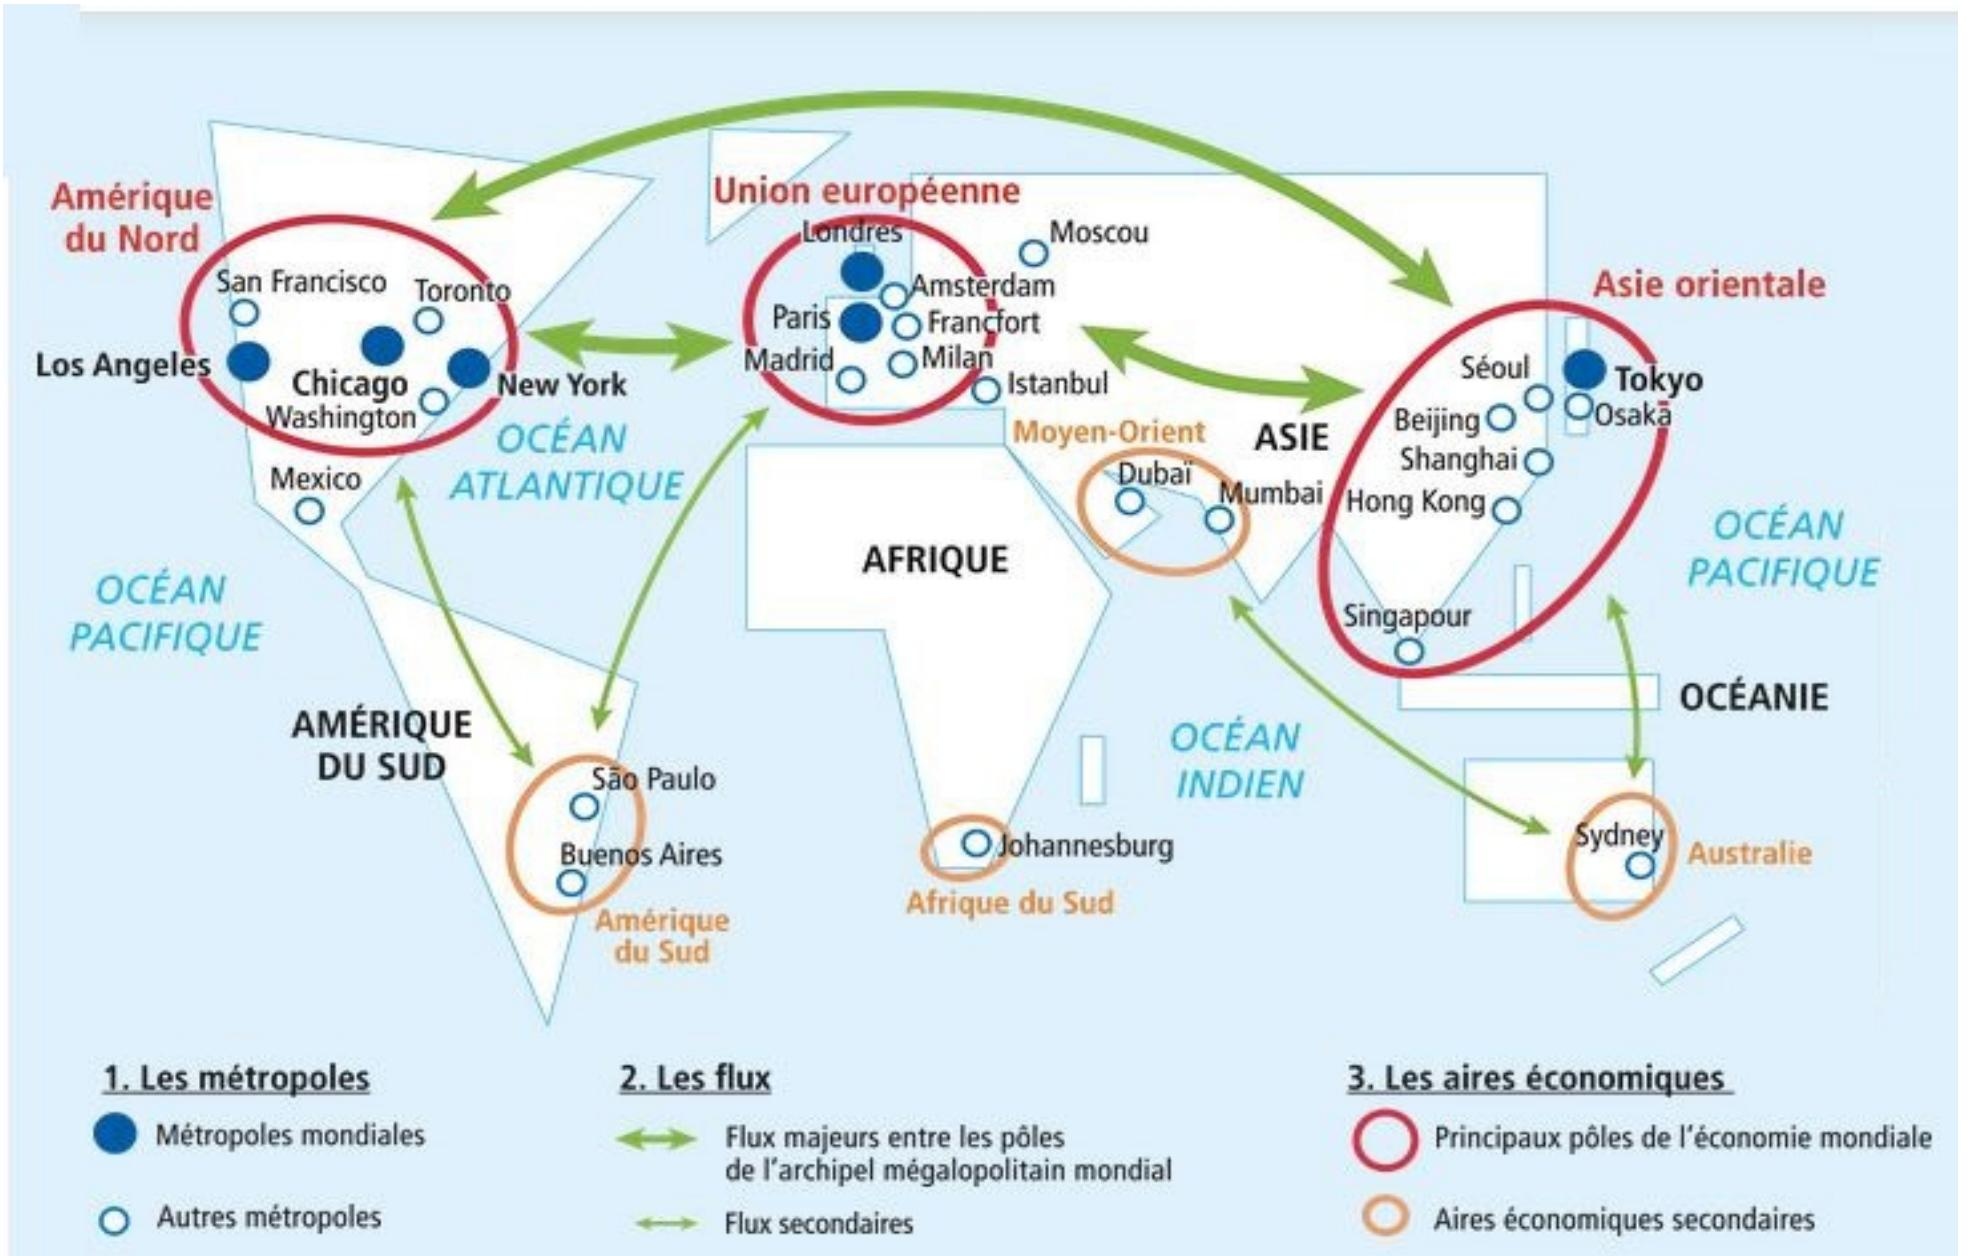 Amérique
du Nord
San Francisco
Toronto
Los Angeles
Chicago
New York
Washington
Mexico
OCÉAN
ATLANTIQUE
OCÉAN
PACIFIQUE
AMÉRIQUE
DU SUD
São Paulo
Buenos Aires
Amérique
du Sud
Union européenne
Londres
Moscou
Amsterdam
Paris
Francfort
Madrid
Milan
Istanbul
Moyen-Orient
ASIE
Dubaï
Mumbai
AFRIQUE
Johannesburg
Afrique du Sud
OCÉAN
INDIEN
Asie orientale
Séoul
Tokyo
Beijing
Osaka
Shanghai
Hong Kong
Singapour
OCÉAN
PACIFIQUE
OCÉANIE
Sydney
Australie
1. Les métropoles
Métropoles mondiales
Autres métropoles
2. Les flux
Flux majeurs entre les pôles
de l'archipel mégalopolitain mondial
Flux secondaires
3. Les aires économiques
Principaux pôles de l'économie mondiale
Aires économiques secondaires